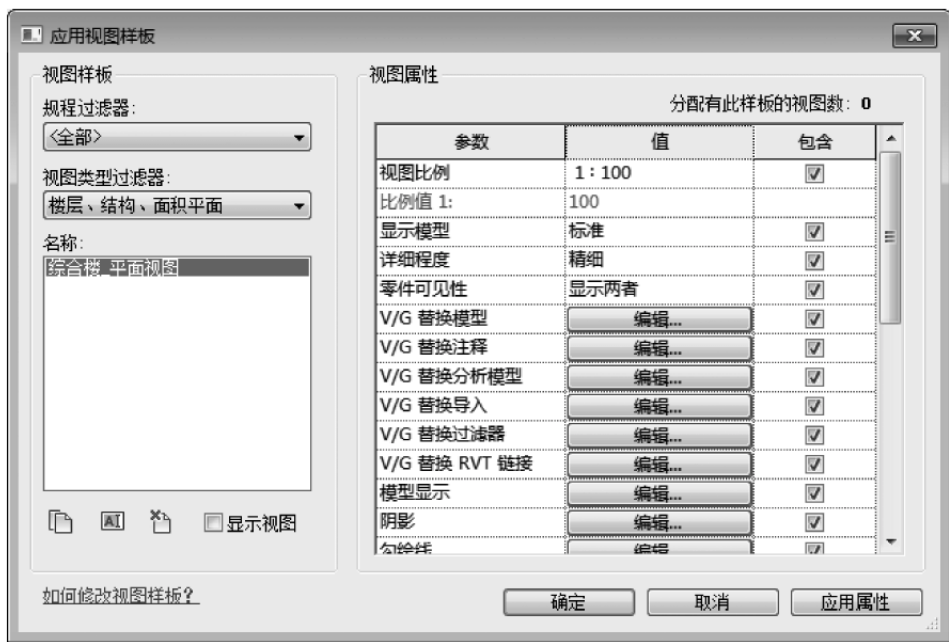 应用视图样板
视图样板
规程过滤器:
<全部>
视图类型过滤器:
楼层、结构、面积平面
名称:
综合楼_平面视图
显示视图
如何修改视图样板?
视图属性
分配有此样板的视图数: 0
参数 值 包含
视图比例 1：100
比例值 1: 100
显示模型 标准
详细程度 精细
零件可见性 显示两者
V/G 替换模型 编辑...
V/G 替换注释 编辑...
V/G 替换分析模型 编辑...
V/G 替换导入 编辑...
V/G 替换过滤器 编辑...
V/G 替换 RVT 链接 编辑...
模型显示 编辑...
阴影 编辑...
勾绘线 编辑
确定 取消 应用属性